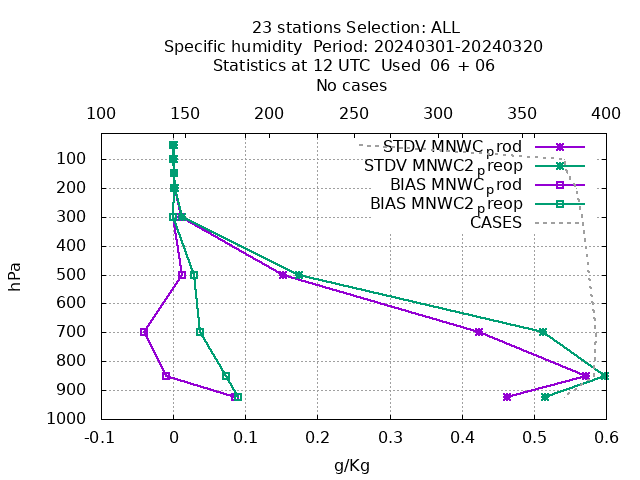 23 stations Selection: ALL
Specific humidity  Period: 20240301-20240320
Statistics at 12 UTC  Used  06 + 06
No cases
100 150 200 250 300 350 400
STDV MNWC_prod
STDV MNWC2_preop
BIAS MNWC_prod
BIAS MNWC2_preop
CASES
100
200
300
400
500
600
700
800
900
1000
hPa
-0.1 0 0.1 0.2 0.3 0.4 0.5 0.6
g/Kg